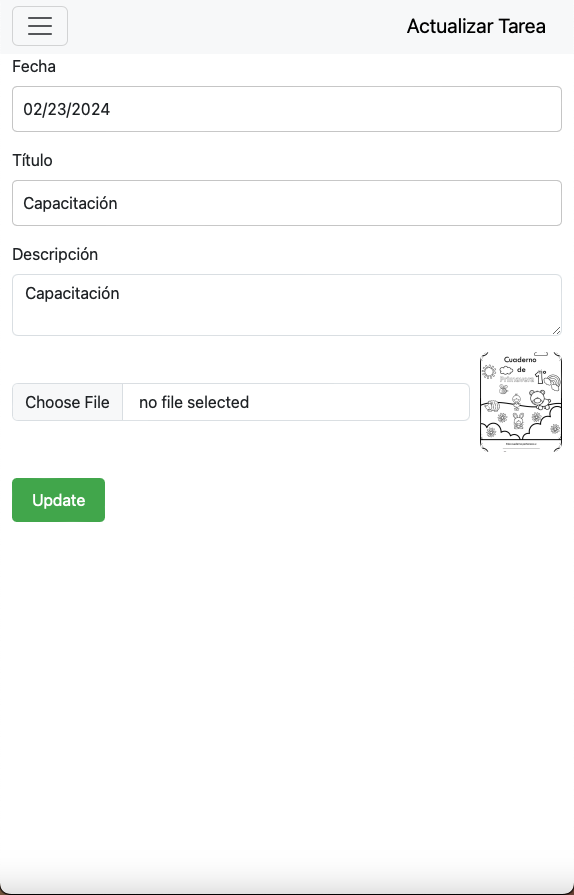 Actualizar Tarea
Fecha
02/23/2024
Título
Capacitación
Descripción
Capacitación
Choose File no file selected
Cuaderno
de
Primavera
1°
Update